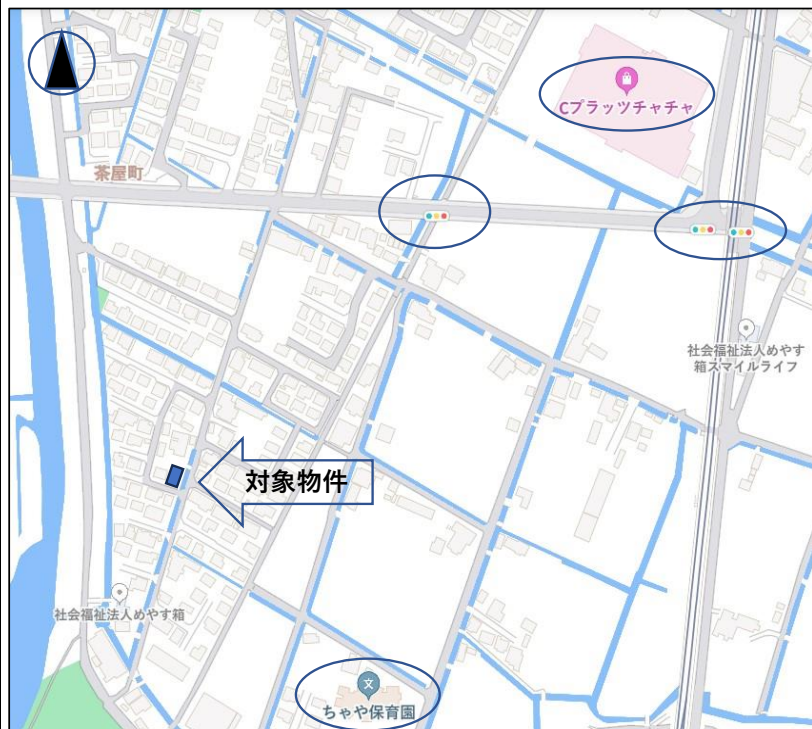 Cプラッツチャチャ
茶屋町
社会福祉法人めやす
箱スマイルライフ
対象物件
社会福祉法人めやす箱
文
ちゃや保育園